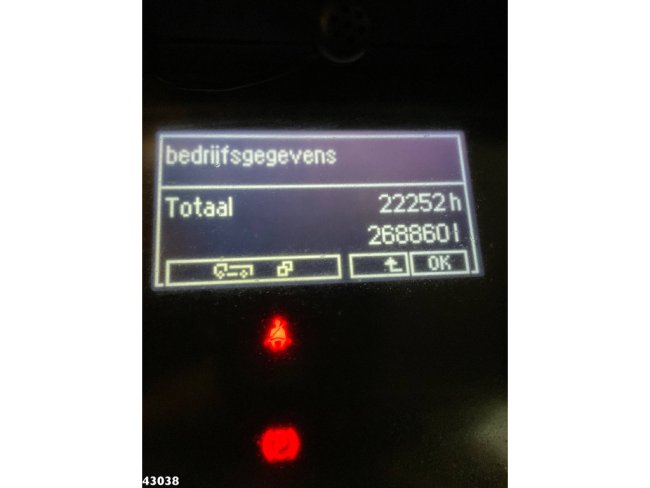 bedrijfsgegevens
Totaal 22252 h
268860 l
OK
43038